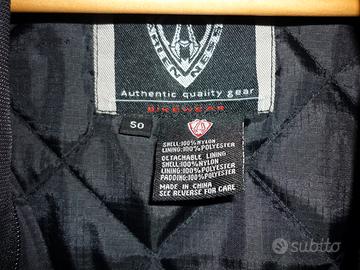 Authentic quality gear
BIKEWEAR
50
SHELL:100%NYLON
LINING:100%POLYESTER
DETACHABLE LINING
SHELL:100%NYLON
LINING:100%POLYESTER
PADDING:100%POLYESTER
MADE IN CHINA
SEE REVERSE FOR CARE
subito